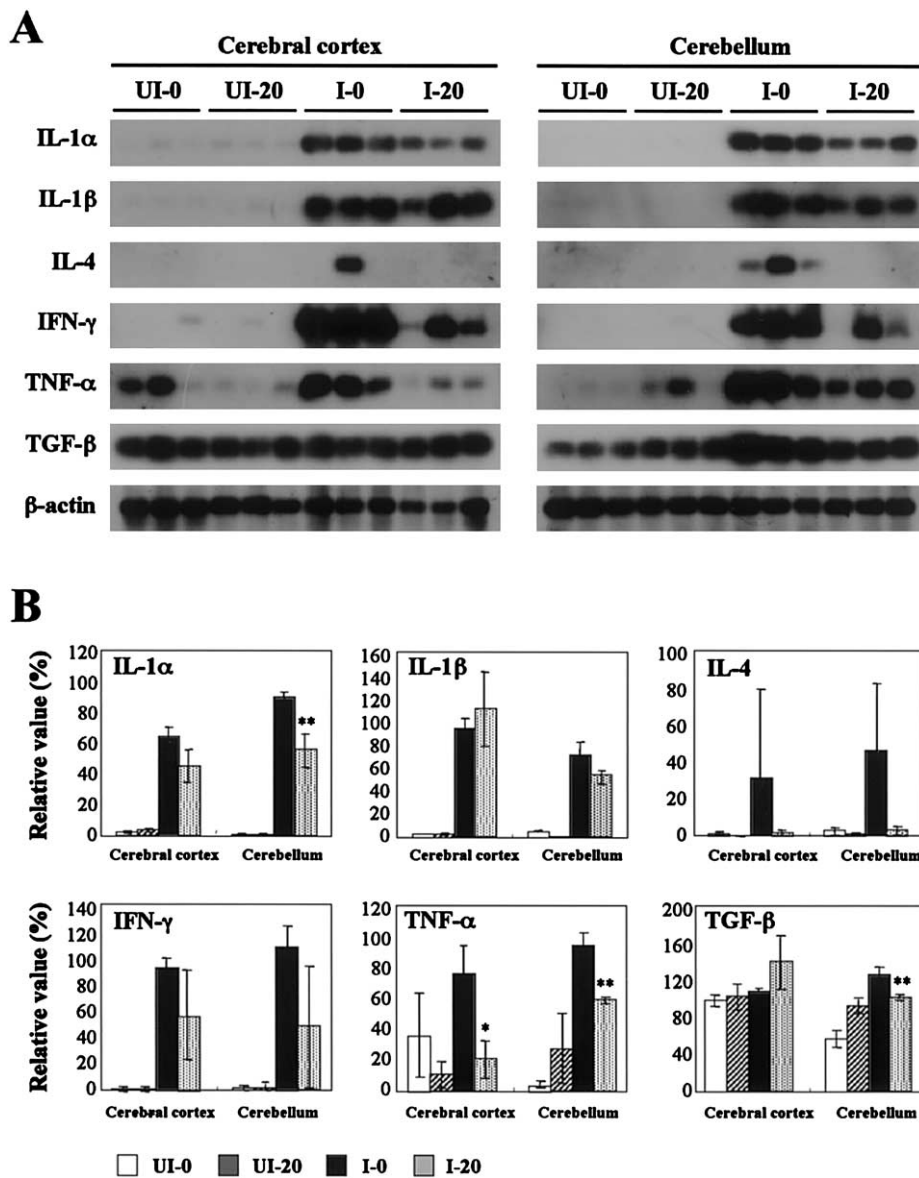 A
Cerebral cortex Cerebellum
UI-0 UI-20 I-0 I-20 UI-0 UI-20 I-0 I-20
IL-1α
IL-1β
IL-4
IFN-γ
TNF-α
TGF-β
β-actin
B
Relative value (%)
IL-1α
120
100
80
60
40
20
0
**
Cerebral cortex Cerebellum
IL-1β
160
140
120
100
80
60
40
20
0
Cerebral cortex Cerebellum
IL-4
100
80
60
40
20
0
Cerebral cortex Cerebellum
Relative value (%)
IFN-γ
140
120
100
80
60
40
20
0
Cerebral cortex Cerebellum
TNF-α
120
100
80
60
40
20
0
*
**
Cerebral cortex Cerebellum
TGF-β
200
160
120
80
40
0
**
Cerebral cortex Cerebellum
UI-0 UI-20 I-0 I-20